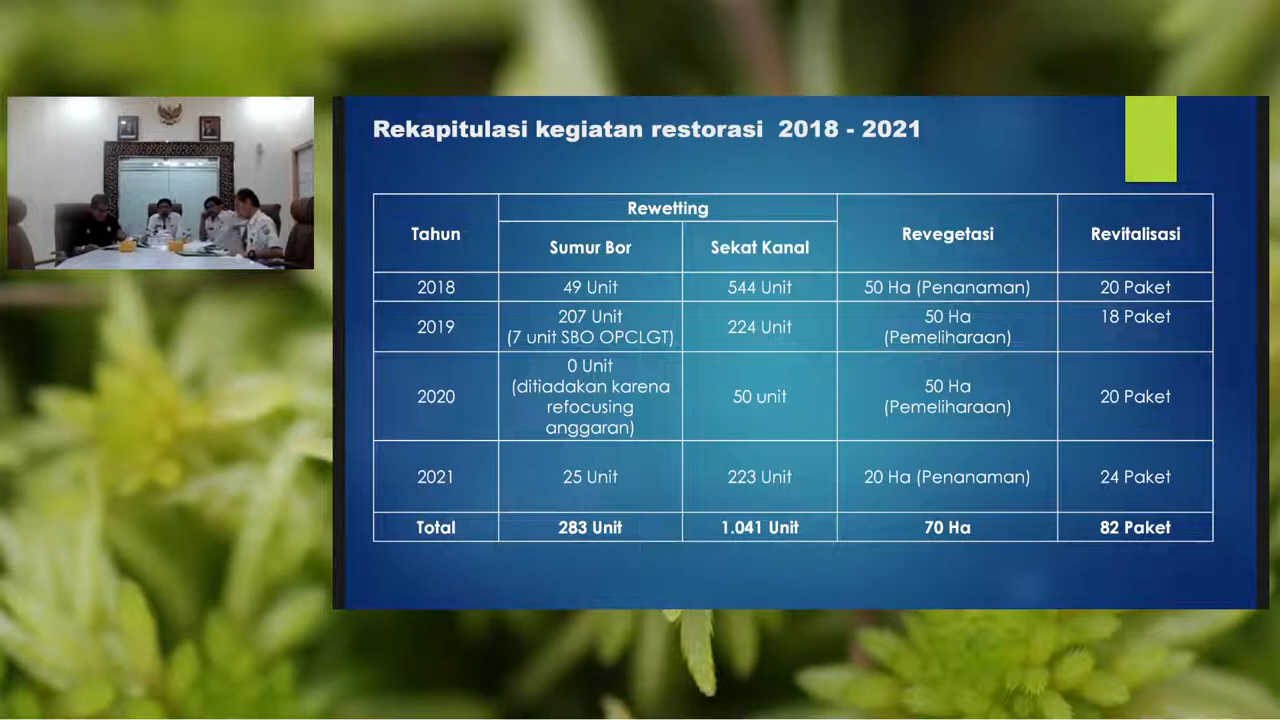 Rekapitulasi kegiatan restorasi 2018 - 2021
Tahun
Rewetting
Revegetasi
Revitalisasi
Sumur Bor
Sekat Kanal
2018
49 Unit
544 Unit
50 Ha (Penanaman)
20 Paket
2019
207 Unit
(7 unit SBO OPCLGT)
224 Unit
50 Ha
(Pemeliharaan)
18 Paket
2020
0 Unit
(ditiadakan karena
refocusing
anggaran)
50 unit
50 Ha
(Pemeliharaan)
20 Paket
2021
25 Unit
223 Unit
20 Ha (Penanaman)
24 Paket
Total
283 Unit
1.041 Unit
70 Ha
82 Paket